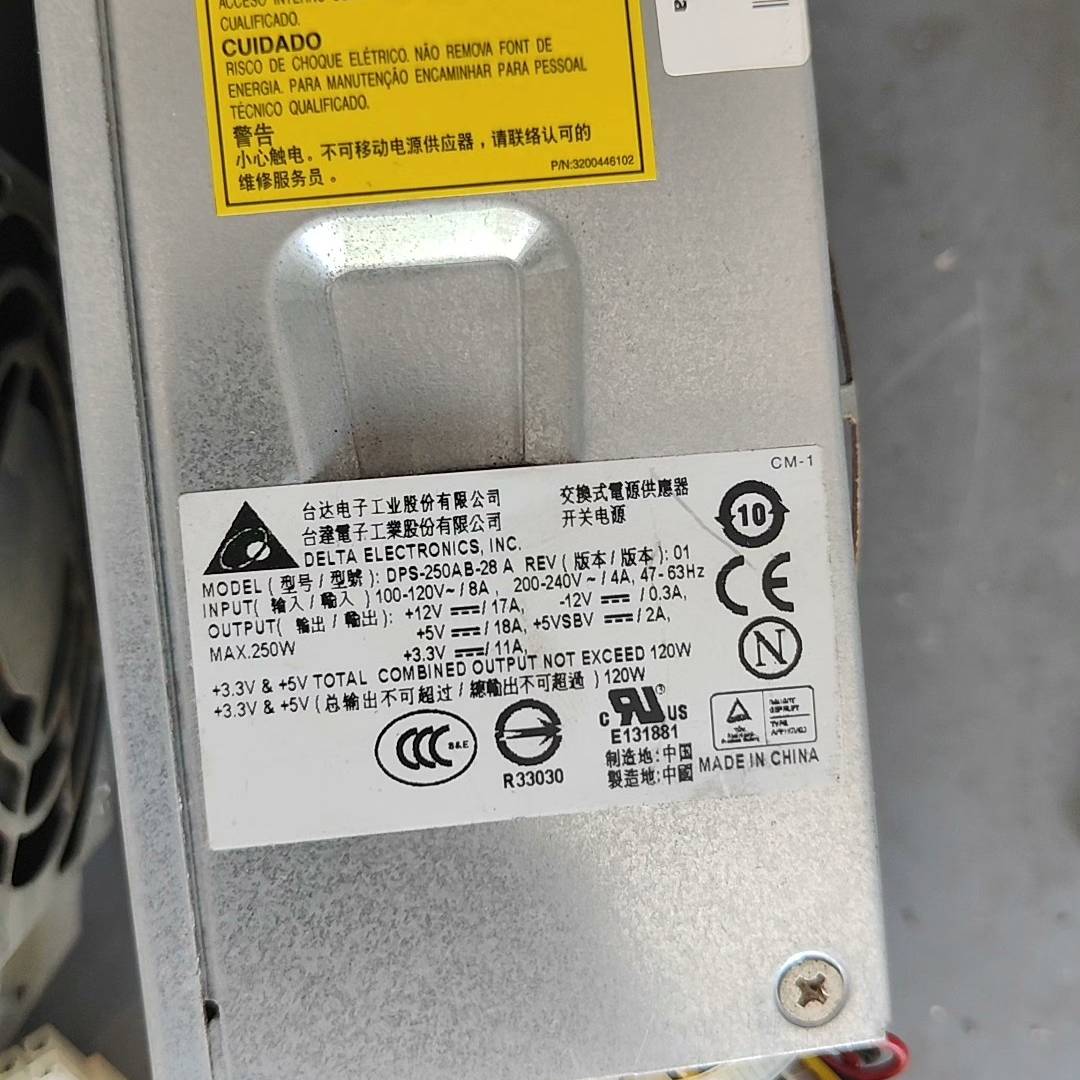 ACCESO INTERNO
CUALIFICADO.
CUIDADO
RISCO DE CHOQUE ELÉTRICO. NÃO REMOVA FONT DE
ENERGIA. PARA MANUTENÇÃO ENCAMINHAR PARA PESSOAL
TÉCNICO QUALIFICADO.
警告
小心触电。不可移动电源供应器，请联络认可的
维修服务员。
P/N:3200446102
CM-1
台达电子工业股份有限公司
台達電子工業股份有限公司
DELTA ELECTRONICS, INC.
交換式電源供應器
开关电源
10
MODEL ( 型号 / 型號 ): DPS-250AB-28 A REV ( 版本 / 版本 ): 01
INPUT( 输入 / 輸入 ) 100-120V~ / 8A , 200-240V ~ / 4A, 47- 63Hz
OUTPUT( 输出 / 輸出 ): +12V ⎓ / 17A, -12V ⎓ / 0.3A,
+5V ⎓ / 18A, +5VSBV ⎓ / 2A,
MAX.250W +3.3V ⎓ / 11A,
+3.3V & +5V TOTAL COMBINED OUTPUT NOT EXCEED 120W
+3.3V & +5V ( 总输出不可超过 / 總輸出不可超過 ) 120W
CE
N
CCC S&E
R33030
c RU ® US
E131881
制造地: 中国
製造地: 中國
MADE IN CHINA